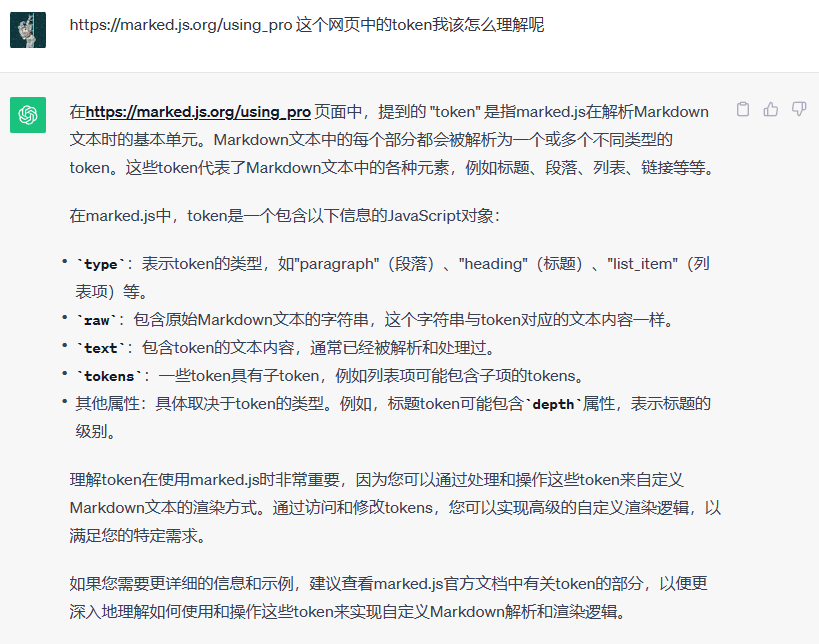 https://marked.js.org/using_pro 这个网页中的token我该怎么理解呢
在https://marked.js.org/using_pro 页面中，提到的 "token" 是指marked.js在解析Markdown
文本时的基本单元。Markdown文本中的每个部分都会被解析为一个或多个不同类型的
token。这些token代表了Markdown文本中的各种元素，例如标题、段落、列表、链接等等。
在marked.js中，token是一个包含以下信息的JavaScript对象：
• `type`：表示token的类型，如"paragraph"（段落）、"heading"（标题）、"list_item"（列
表项）等。
• `raw`：包含原始Markdown文本的字符串，这个字符串与token对应的文本内容一样。
• `text`：包含token的文本内容，通常已经被解析和处理过。
• `tokens`：一些token具有子token，例如列表项可能包含子项的tokens。
• 其他属性：具体取决于token的类型。例如，标题token可能包含`depth`属性，表示标题的
级别。
理解token在使用marked.js时非常重要，因为您可以通过处理和操作这些token来自定义
Markdown文本的渲染方式。通过访问和修改tokens，您可以实现高级的自定义渲染逻辑，以
满足您的特定需求。
如果您需要更详细的信息和示例，建议查看marked.js官方文档中有关token的部分，以便更
深入地理解如何使用和操作这些token来实现自定义Markdown解析和渲染逻辑。